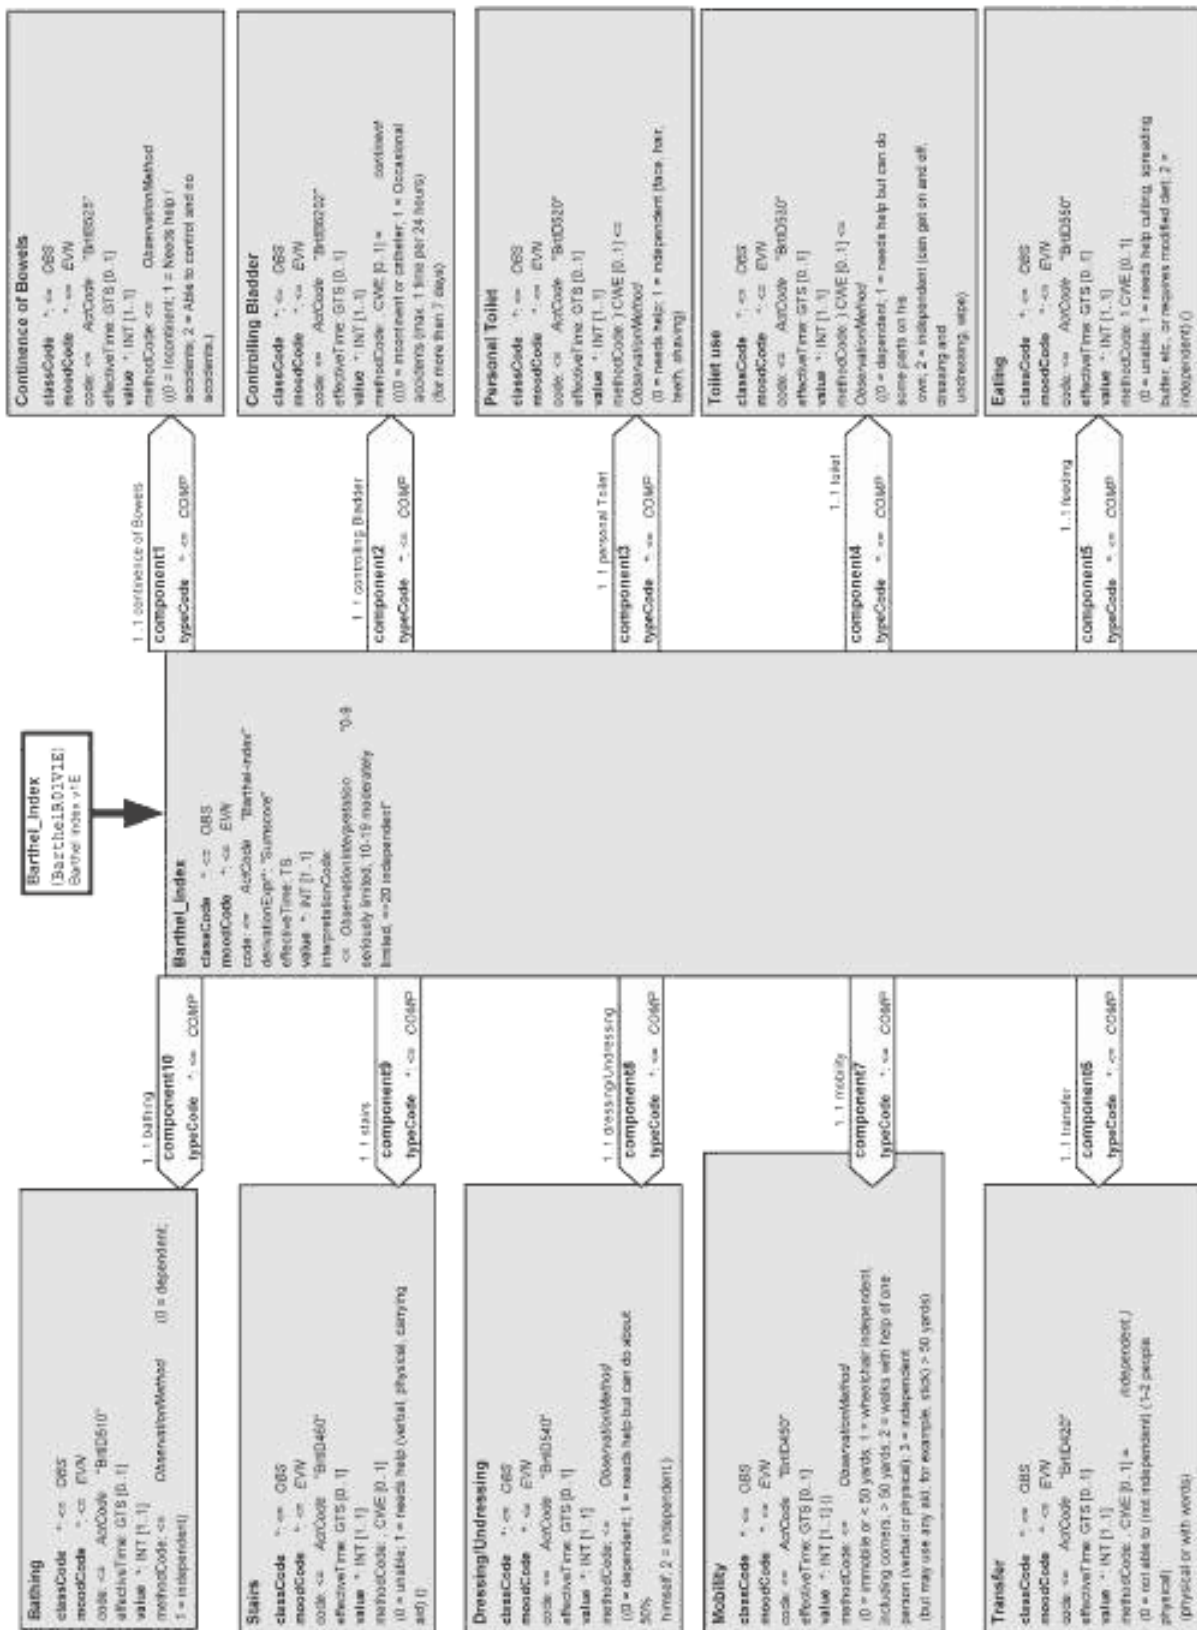 Barthel_Index
(BarthelR01V1E)
Barthel Index v1E
Bathing
classCode *: <= OBS
moodCode *: <= EVN
code: <= ActCode "BrtID510"
effectiveTime: GTS [0..1]
value *: INT [1..1]
methodCode: <= ObservationMethod ((0 = dependent;
1 = independent)
1..1 bathing
component10
typeCode *: <= COMP
Barthel_Index
classCode *: <= OBS
moodCode *: <= EVN
code: <= ActCode "Barthel-index"
derivationExpr*: "Sumscore"
effectiveTime: TS
value *: INT [1..1]
interpretationCode:
<= ObservationInterpretation "0-9
seriously limited, 10-19 moderately
limited, =>20 independent"
1..1 continence of Bowels
component1
typeCode *: <= COMP
Continence of Bowels
classCode *: <= OBS
moodCode *: <= EVN
code: <= ActCode
effectiveTime: GTS [0..1]
value *: INT [1..1]
methodCode: <= ObservationMethod
(((0 = Incontinent; 1 = Needs help /
accidents; 2 = Able to control and no
accidents.)
Stairs
classCode *: <= OBS
moodCode *: <= EVN
code: <= ActCode "BrtID460"
effectiveTime: GTS [0..1]
value *: INT [1..1]
methodCode: CWE [0..1]
((0 = unable; 1 = needs help (verbal, physical, carrying
aid) ()
1..1 stairs
component9
typeCode *: <= COMP
1..1 controlling Bladder
component2
typeCode *: <= COMP
Controlling Bladder
classCode *: <= OBS
moodCode *: <= EVN
code: <= ActCode
effectiveTime: GTS [0..1]
value *: INT [1..1]
methodCode: CWE [0..1] = continent
(((0 = incontinent or catheter; 1 = Occasional
accidents (max. 1 time per 24 hours)
(for more than 7 days)
Dressing/Undressing
classCode *: <= OBS
moodCode *: <= EVN
code: <= ActCode "BrtID540"
effectiveTime: GTS [0..1]
value *: INT [1..1]
methodCode: <= ObservationMethod
((0 = dependent; 1 = needs help but can do about
50%
himself; 2 = independent.)
1..1 dressing/Undressing
component8
typeCode *: <= COMP
1..1 personal Toilet
component3
typeCode *: <= COMP
Personal Toilet
classCode *: <= OBS
moodCode *: <= EVN
code: <= ActCode "BrtID520"
effectiveTime: GTS [0..1]
value *: INT [1..1]
methodCode: ) CWE [0..1] <=
ObservationMethod
(0 = needs help; 1 = independent (face, hair,
teeth, shaving)
Mobility
classCode *: <= OBS
moodCode *: <= EVN
code: <= ActCode "BrtID450"
effectiveTime: GTS [0..1]
value *: INT [1..1] ()
methodCode: <= ObservationMethod
(0 = immobile or < 50 yards; 1 = wheelchair independent,
including corners, > 50 yards; 2 = walks with help of one
person (verbal or physical); 3 = independent
(but may use any aid, for example, stick) > 50 yards)
1..1 mobility
component7
typeCode *: <= COMP
1..1 toilet
component4
typeCode *: <= COMP
Toilet use
classCode *: <= OBS
moodCode *: <= EVN
code: <= ActCode "BrtID530"
effectiveTime: GTS [0..1]
value *: INT [1..1]
methodCode: ) CWE [0..1] <=
ObservationMethod
((0 = dependent; 1 = needs help but can do
some parts on his
own; 2 = independent (can get on and off,
dressing and
undressing, wipe)
Transfer
classCode *: <= OBS
moodCode *: <= EVN
code: <= ActCode "BrtID420"
effectiveTime: GTS [0..1]
value *: INT [1..1]
methodCode: CWE [0..1] = independent.)
(0 = not able to (not independent) (1-2 people
physical)
(physical or with words)
1..1 transfer
component6
typeCode *: <= COMP
1..1 feeding
component5
typeCode *: <= COMP
Eating
classCode *: <= OBS
moodCode *: <= EVN
code: <= ActCode "BrtID550"
effectiveTime: GTS [0..1]
value *: INT [1..1]
methodCode: CWE [0..1]
(0 = unable; 1 = needs help cutting, spreading
butter, etc., or requires modified diet; 2 =
independent) ()